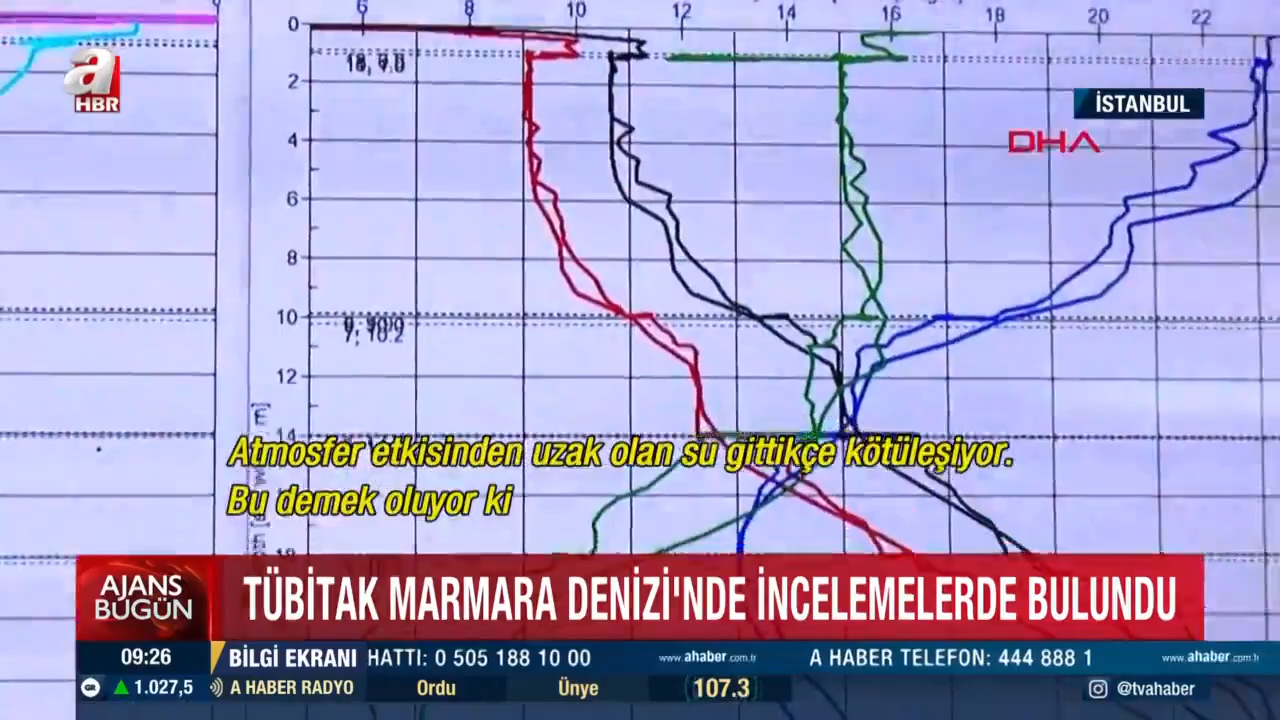 0
6
8
10
12
14
16
18
20
22
a
HBR
2
İSTANBUL
DHA
4
6
8
10
12
14
Atmosfer etkisinden uzak olan su gittikçe kötüleşiyor.
Bu demek oluyor ki
AJANS
BUGÜN
TÜBİTAK MARMARA DENİZİ'NDE İNCELEMELERDE BULUNDU
09:26
BİLGİ EKRANI
HATTI: 0 505 188 10 00
www.ahaber.com.tr
A HABER TELEFON: 444 888 1
www.ahaber.com.tr
1.027,5
A HABER RADYO
Ordu
Ünye
107.3
@tvahaber